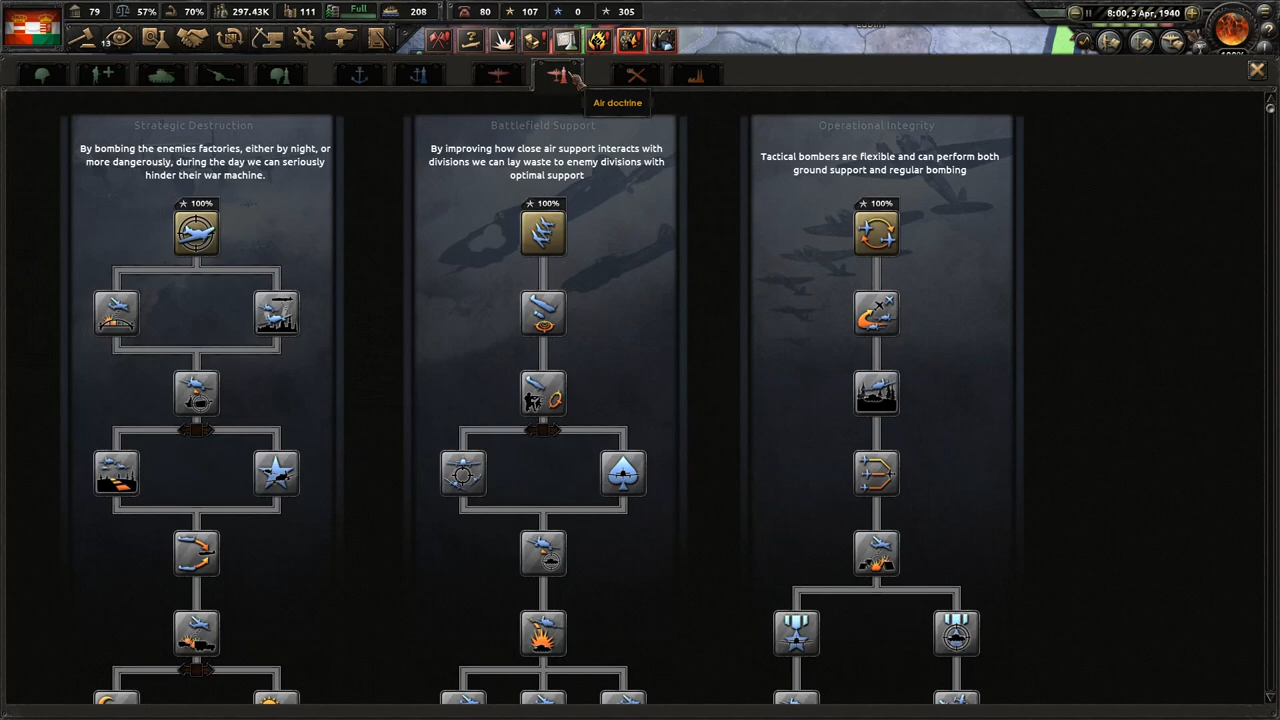 79 57% 70% 297.43K 111 Full 208 80 107 0 305 8:00, 3 Apr, 1940
13
100%
Air doctrine
Strategic Destruction Battlefield Support Operational Integrity
By bombing the enemies factories, either by night, or
more dangerously, during the day we can seriously
hinder their war machine.
By improving how close air support interacts with
divisions we can lay waste to enemy divisions with
optimal support
Tactical bombers are flexible and can perform both
ground support and regular bombing
100% 100% 100%